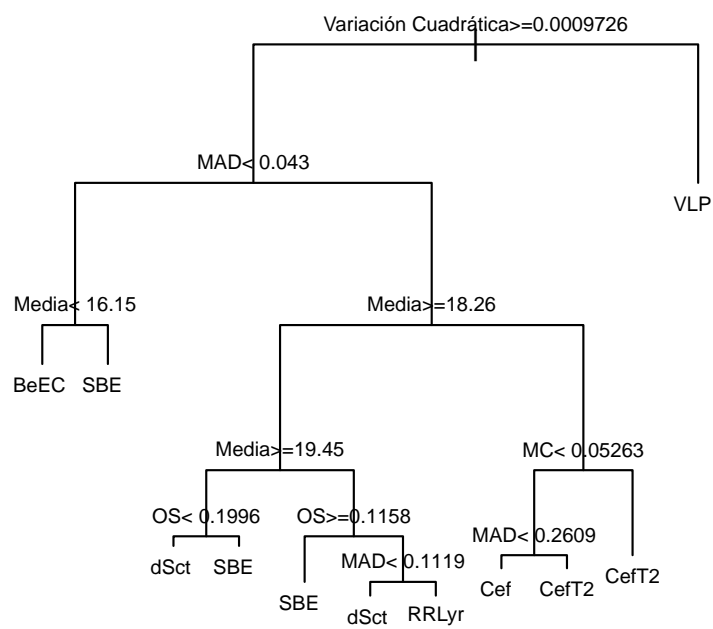 Variación Cuadrática>=0.0009726
MAD< 0.043
VLP
Media< 16.15
Media>=18.26
BeEC SBE
Media>=19.45
MC< 0.05263
OS< 0.1996
OS>=0.1158
MAD< 0.2609
dSct SBE
MAD< 0.1119
CefT2
SBE
Cef CefT2
dSct RRLyr